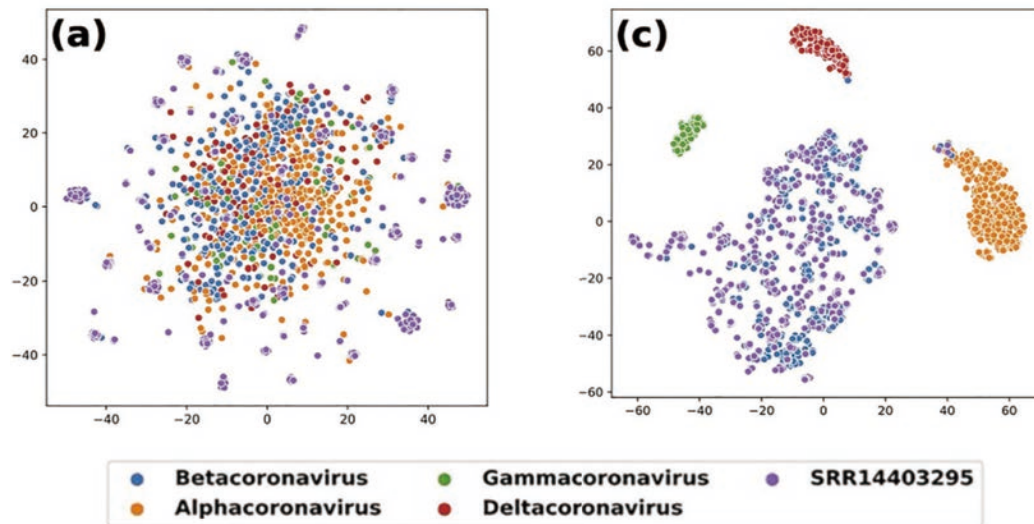 (a)
(c)
40
20
0
−20
−40
−40 −20 0 20 40
60
40
20
0
−20
−40
−60
−60 −40 −20 0 20 40 60
Betacoronavirus Gammacoronavirus SRR14403295
Alphacoronavirus Deltacoronavirus